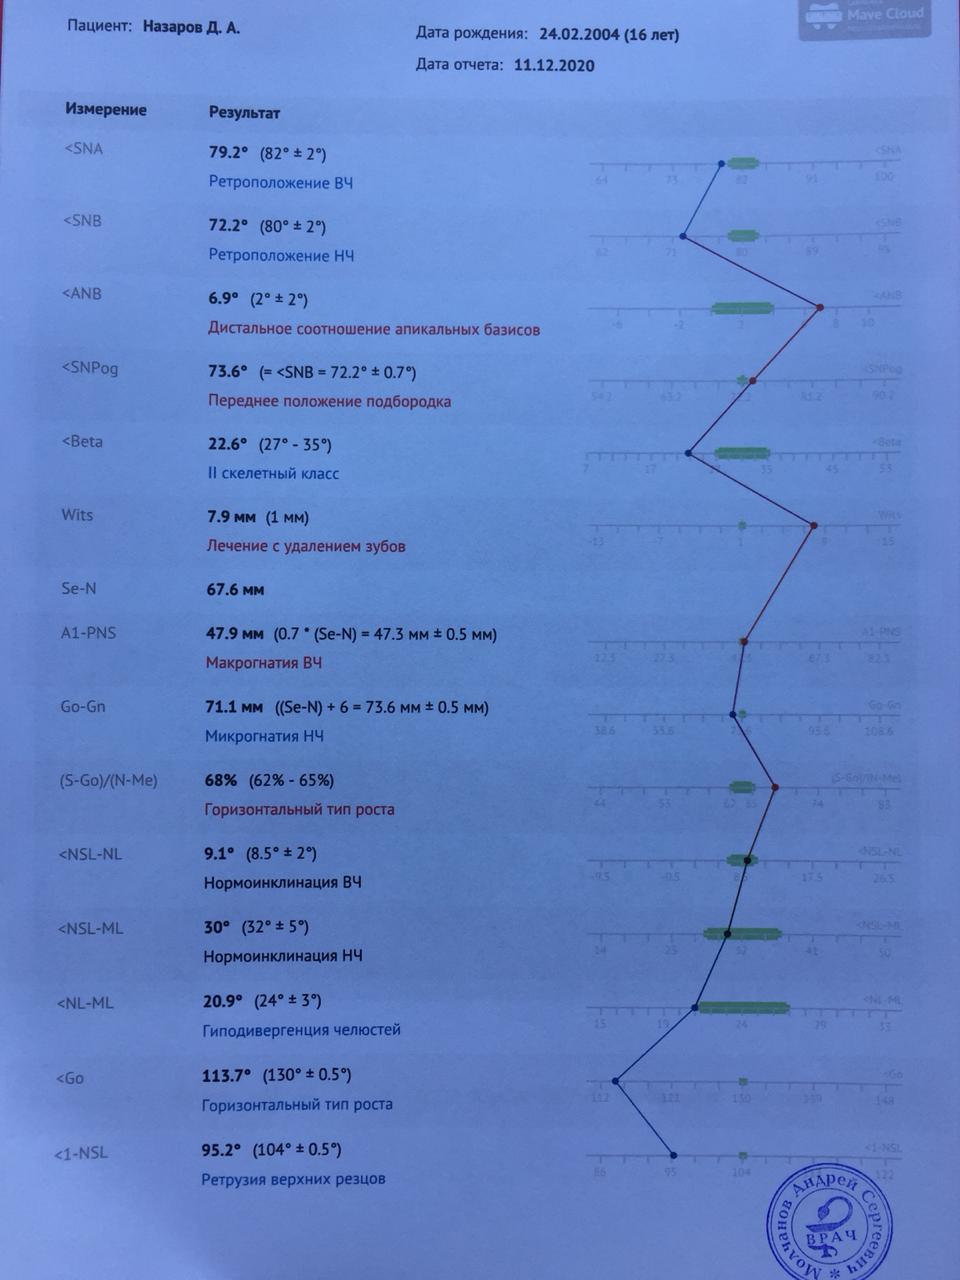 Mave Cloud
Пациент: Назаров Д. А.
Дата рождения: 24.02.2004 (16 лет)
Дата отчета: 11.12.2020
Измерение Результат
<SNA 79.2° (82° ± 2°)
Ретроположение ВЧ
<SNA
64 73 82 91 100
<SNB 72.2° (80° ± 2°)
Ретроположение НЧ
<SNB
62 71 80 89 98
<ANB 6.9° (2° ± 2°)
Дистальное соотношение апикальных базисов
<ANB
-6 -2 2 8 10
<SNPog 73.6° (= <SNB = 72.2° ± 0.7°)
Переднее положение подбородка
<SNPog
54.2 63.2 81.2 90.2
<Beta 22.6° (27° - 35°)
II скелетный класс
<Beta
7 17 35 45 53
Wits 7.9 мм (1 мм)
Лечение с удалением зубов
Wits
-13 -7 1 9 15
Se-N 67.6 мм
A1-PNS 47.9 мм (0.7 * (Se-N) = 47.3 мм ± 0.5 мм)
Макрогнатия ВЧ
A1-PNS
12.3 27.3 67.3 82.3
Go-Gn 71.1 мм ((Se-N) + 6 = 73.6 мм ± 0.5 мм)
Микрогнатия НЧ
Go-Gn
38.6 53.6 93.6 108.6
(S-Go)/(N-Me) 68% (62% - 65%)
Горизонтальный тип роста
(S-Go)/(N-Me)
44 53 62 65 74 83
<NSL-NL 9.1° (8.5° ± 2°)
Нормоинклинация ВЧ
<NSL-NL
-9.5 -0.5 8.5 17.5 26.5
<NSL-ML 30° (32° ± 5°)
Нормоинклинация НЧ
<NSL-ML
14 23 32 41 50
<NL-ML 20.9° (24° ± 3°)
Гиподивергенция челюстей
<NL-ML
15 19 24 29 33
<Go 113.7° (130° ± 0.5°)
Горизонтальный тип роста
<Go
112 121 130 139 148
<1-NSL 95.2° (104° ± 0.5°)
Ретрузия верхних резцов
<1-NSL
86 95 104 122
Молчанов Андрей Сергеевич
ВРАЧ